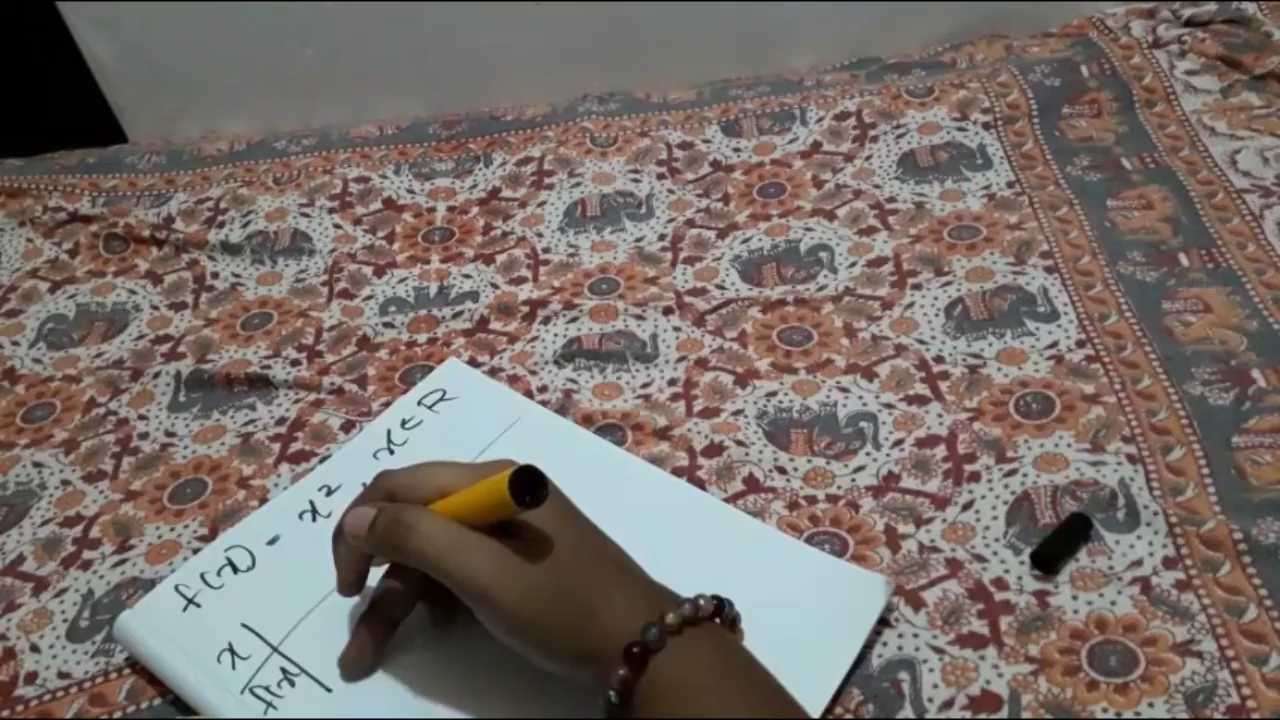 f(x) = x², x ∈ R
x
f(x)